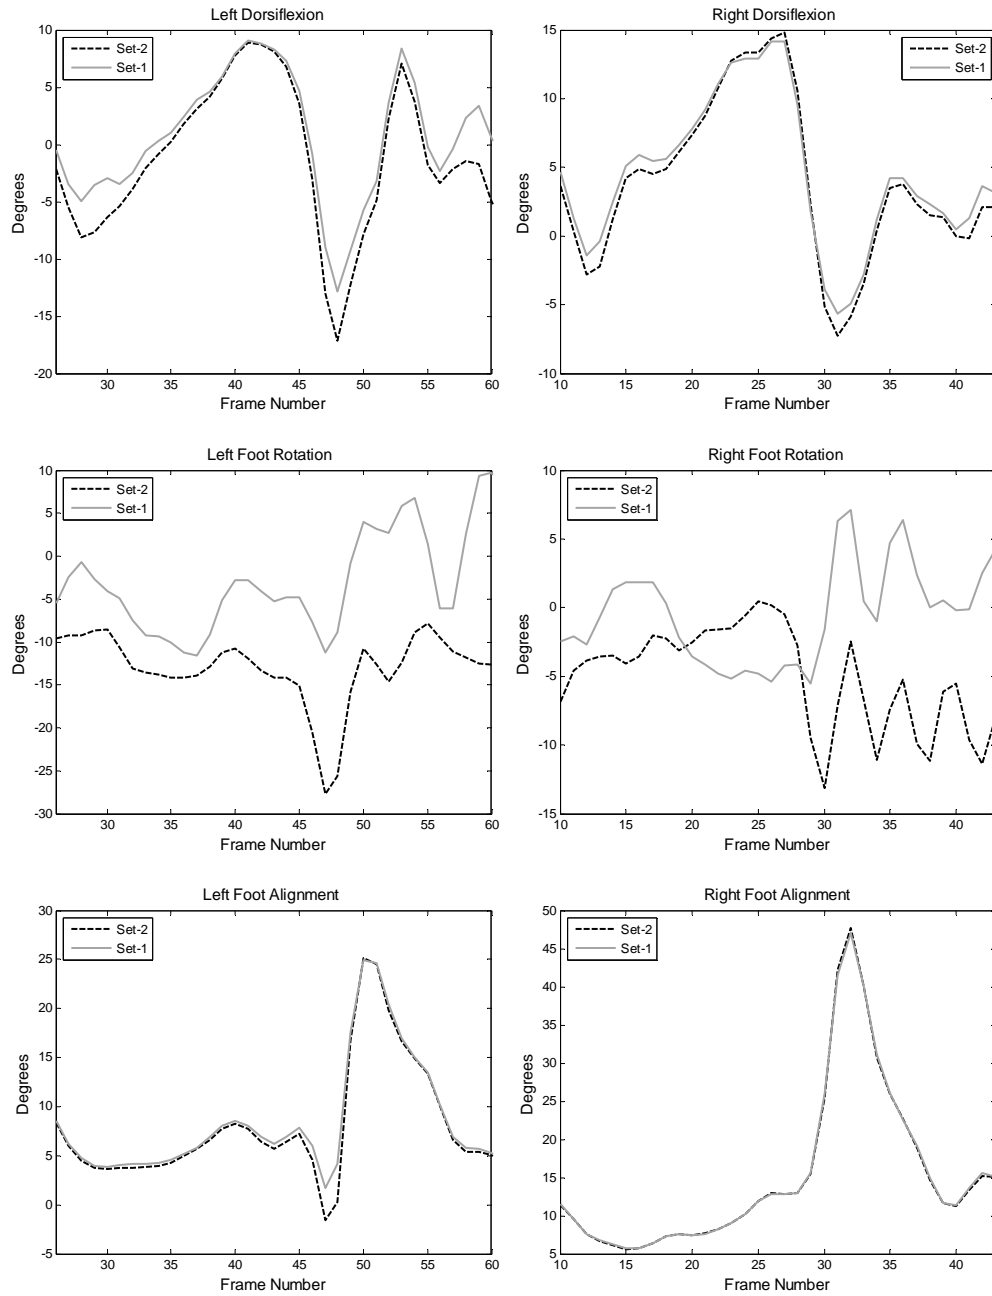 Left Dorsiflexion
10
5
0
-5
-10
-15
-20
Degrees
Set-2
Set-1
30 35 40 45 50 55 60
Frame Number
Right Dorsiflexion
15
10
5
0
-5
-10
Degrees
Set-2
Set-1
10 15 20 25 30 35 40
Frame Number
Left Foot Rotation
10
5
0
-5
-10
-15
-20
-25
-30
Degrees
Set-2
Set-1
30 35 40 45 50 55 60
Frame Number
Right Foot Rotation
10
5
0
-5
-10
-15
Degrees
Set-2
Set-1
10 15 20 25 30 35 40
Frame Number
Left Foot Alignment
30
25
20
15
10
5
0
-5
Degrees
Set-2
Set-1
30 35 40 45 50 55 60
Frame Number
Right Foot Alignment
50
45
40
35
30
25
20
15
10
5
Degrees
Set-2
Set-1
10 15 20 25 30 35 40
Frame Number